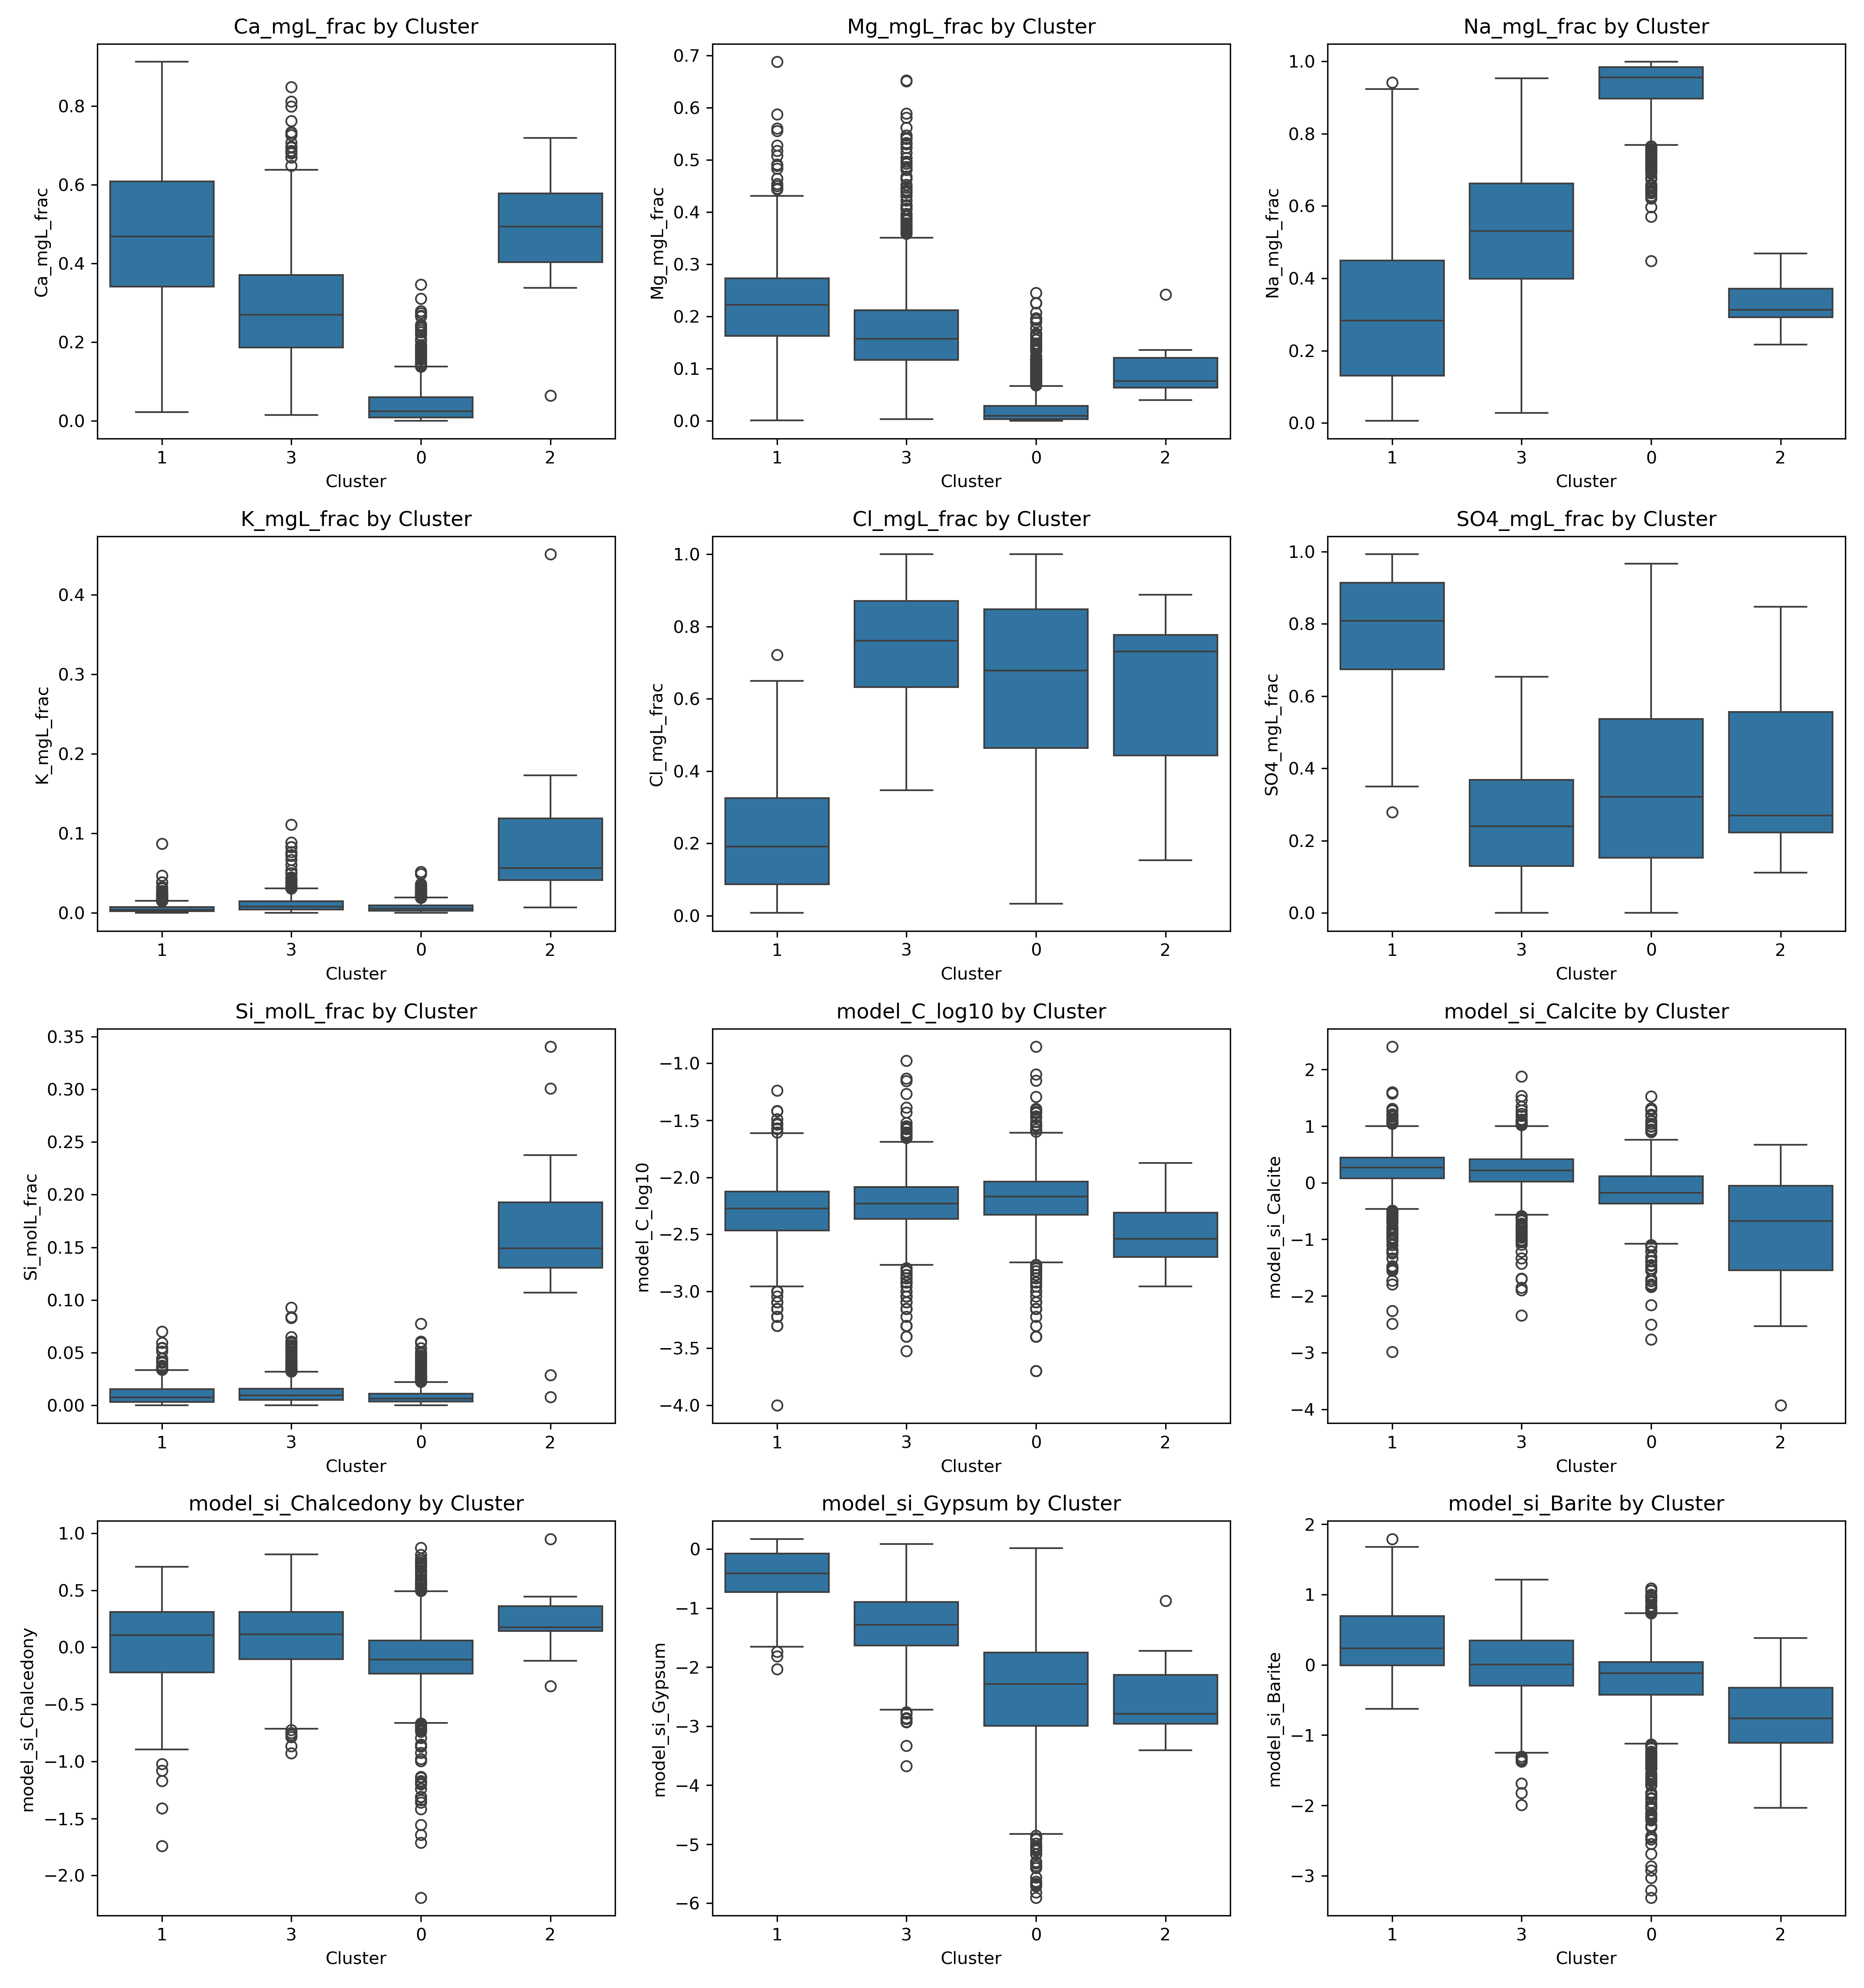 Ca_mgL_frac by Cluster
Ca_mgL_frac
0.8
0.6
0.4
0.2
0.0
1 3 0 2
Cluster
Mg_mgL_frac by Cluster
Mg_mgL_frac
0.7
0.6
0.5
0.4
0.3
0.2
0.1
0.0
1 3 0 2
Cluster
Na_mgL_frac by Cluster
Na_mgL_frac
1.0
0.8
0.6
0.4
0.2
0.0
1 3 0 2
Cluster
K_mgL_frac by Cluster
K_mgL_frac
0.4
0.3
0.2
0.1
0.0
1 3 0 2
Cluster
Cl_mgL_frac by Cluster
Cl_mgL_frac
1.0
0.8
0.6
0.4
0.2
0.0
1 3 0 2
Cluster
SO4_mgL_frac by Cluster
SO4_mgL_frac
1.0
0.8
0.6
0.4
0.2
0.0
1 3 0 2
Cluster
Si_molL_frac by Cluster
Si_molL_frac
0.35
0.30
0.25
0.20
0.15
0.10
0.05
0.00
1 3 0 2
Cluster
model_C_log10 by Cluster
model_C_log10
−1.0
−1.5
−2.0
−2.5
−3.0
−3.5
−4.0
1 3 0 2
Cluster
model_si_Calcite by Cluster
model_si_Calcite
2
1
0
−1
−2
−3
−4
1 3 0 2
Cluster
model_si_Chalcedony by Cluster
model_si_Chalcedony
1.0
0.5
0.0
−0.5
−1.0
−1.5
−2.0
1 3 0 2
Cluster
model_si_Gypsum by Cluster
model_si_Gypsum
0
−1
−2
−3
−4
−5
−6
1 3 0 2
Cluster
model_si_Barite by Cluster
model_si_Barite
2
1
0
−1
−2
−3
1 3 0 2
Cluster